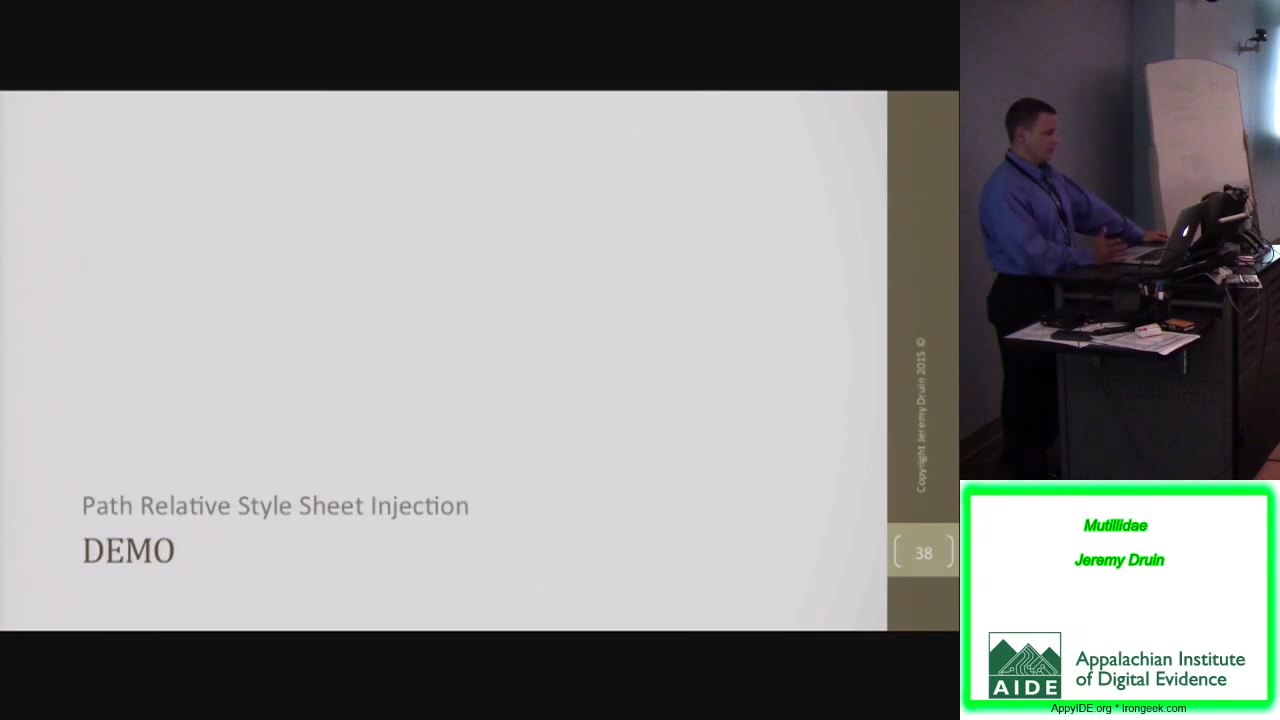 Path Relative Style Sheet Injection
DEMO
Copyright Jeremy Druin 2015 ©
38
Mutillidae
Jeremy Druin
AIDE
Appalachian Institute
of Digital Evidence
AppyIDE.org * Irongeek.com